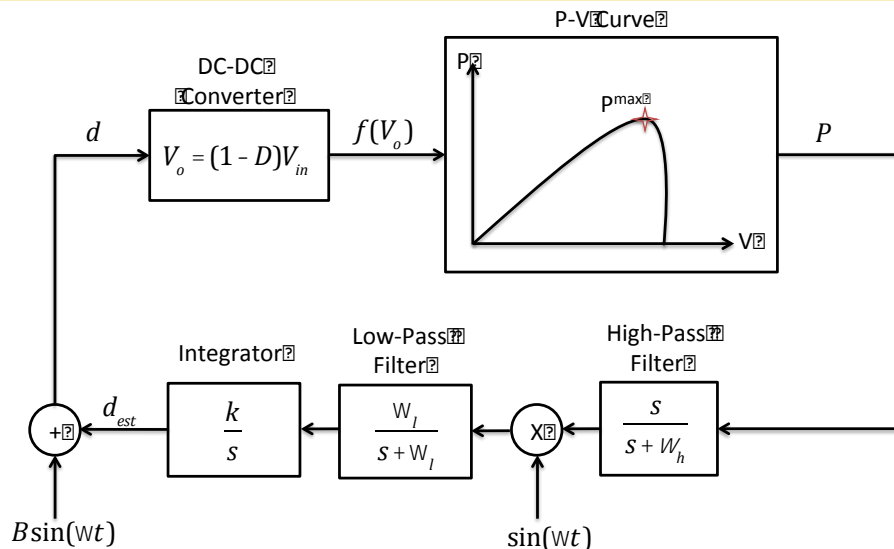 P-V Curve
DC-DC
Converter
P
P^max
d
V_o = (1 - D)V_in
f(V_o)
P
V
Integrator
Low-Pass
Filter
High-Pass
Filter
d_est
+
k
s
W_l
s + W_l
X
s
s + W_h
B sin(Wt)
sin(Wt)